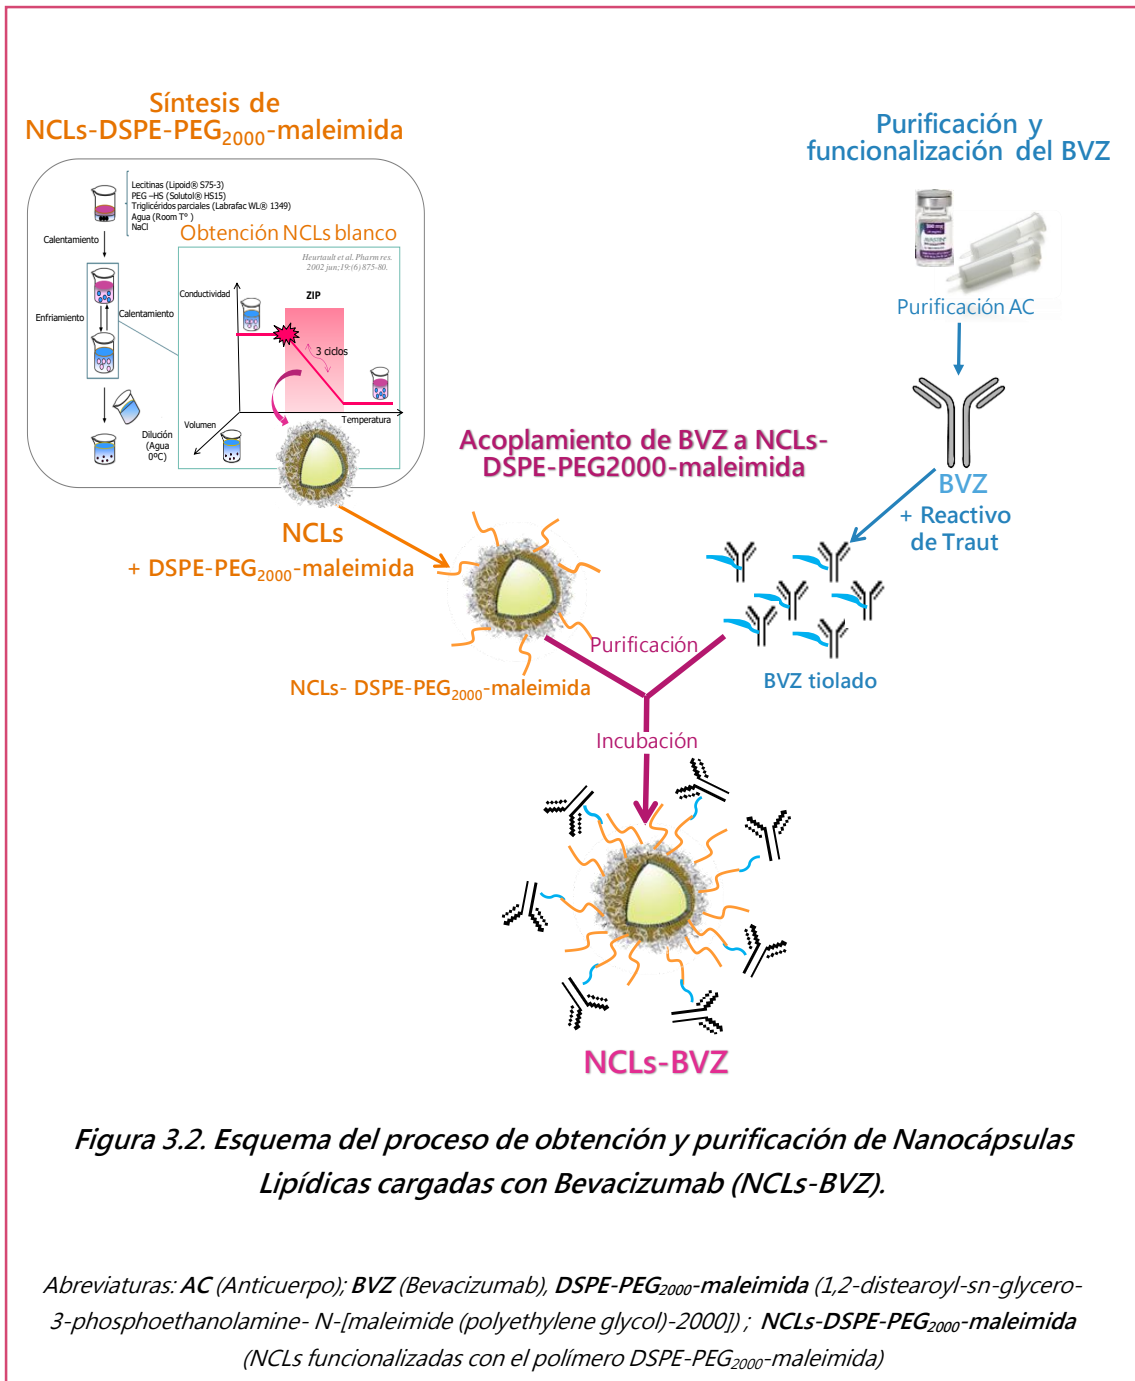 Síntesis de
NCLs-DSPE-PEG2000-maleimida
Lecitinas (Lipoid® S75-3)
PEG –HS (Solutol® HS15)
Triglicéridos parciales (Labrafac WL® 1349)
Agua (Room Tº )
NaCl
Calentamiento
Obtención NCLs blanco
Heurtault et al. Pharm res.
2002 jun;19:(6) 875-80.
Conductividad
ZIP
Enfriamiento
Calentamiento
3 ciclos
Temperatura
Volumen
Dilución
(Agua
0ºC)
NCLs
+ DSPE-PEG2000-maleimida
NCLs- DSPE-PEG2000-maleimida
Purificación y
funcionalización del BVZ
Purificación AC
BVZ
+ Reactivo
de Traut
BVZ tiolado
Acoplamiento de BVZ a NCLs-
DSPE-PEG2000-maleimida
Purificación
Incubación
NCLs-BVZ
Figura 3.2. Esquema del proceso de obtención y purificación de Nanocápsulas
Lipídicas cargadas con Bevacizumab (NCLs-BVZ).
Abreviaturas: AC (Anticuerpo); BVZ (Bevacizumab), DSPE-PEG2000-maleimida (1,2-distearoyl-sn-glycero-
3-phosphoethanolamine- N-[maleimide (polyethylene glycol)-2000]) ; NCLs-DSPE-PEG2000-maleimida
(NCLs funcionalizadas con el polímero DSPE-PEG2000-maleimida)